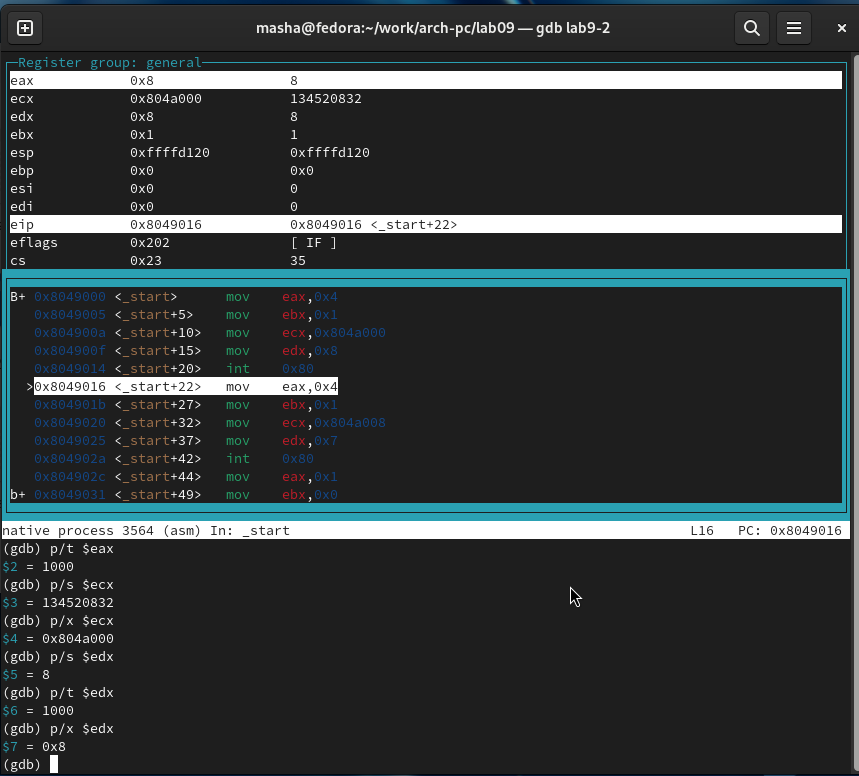 masha@fedora:~/work/arch-pc/lab09 — gdb lab9-2
Register group: general
eax 0x8 8
ecx 0x804a000 134520832
edx 0x8 8
ebx 0x1 1
esp 0xffffd120 0xffffd120
ebp 0x0 0x0
esi 0x0 0
edi 0x0 0
eip 0x8049016 0x8049016 <_start+22>
eflags 0x202 [ IF ]
cs 0x23 35
B+ 0x8049000 <_start> mov eax,0x4
0x8049005 <_start+5> mov ebx,0x1
0x804900a <_start+10> mov ecx,0x804a000
0x804900f <_start+15> mov edx,0x8
0x8049014 <_start+20> int 0x80
>0x8049016 <_start+22> mov eax,0x4
0x804901b <_start+27> mov ebx,0x1
0x8049020 <_start+32> mov ecx,0x804a008
0x8049025 <_start+37> mov edx,0x7
0x804902a <_start+42> int 0x80
0x804902c <_start+44> mov eax,0x1
b+ 0x8049031 <_start+49> mov ebx,0x0
native process 3564 (asm) In: _start L16 PC: 0x8049016
(gdb) p/t $eax
$2 = 1000
(gdb) p/s $ecx
$3 = 134520832
(gdb) p/x $ecx
$4 = 0x804a000
(gdb) p/s $edx
$5 = 8
(gdb) p/t $edx
$6 = 1000
(gdb) p/x $edx
$7 = 0x8
(gdb)